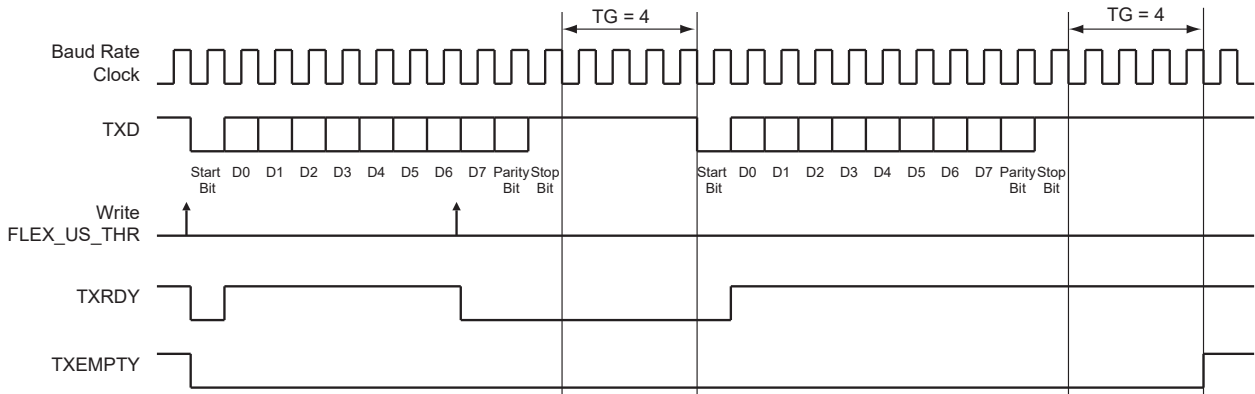 TG = 4
TG = 4
Baud Rate
Clock
TXD
Start
Bit
D0
D1
D2
D3
D4
D5
D6
D7
Parity
Bit
Stop
Bit
Start
Bit
D0
D1
D2
D3
D4
D5
D6
D7
Parity
Bit
Stop
Bit
Write
FLEX_US_THR
TXRDY
TXEMPTY